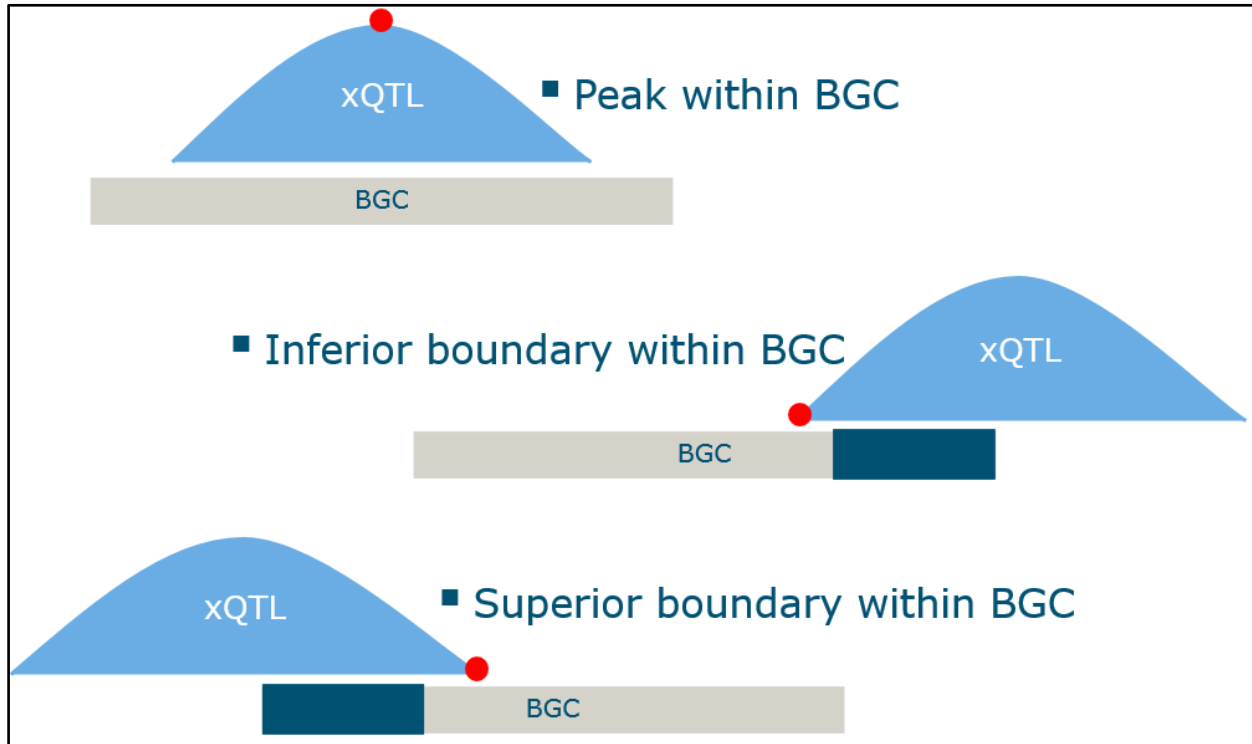 xQTL
▪ Peak within BGC
BGC
▪ Inferior boundary within BGC
xQTL
BGC
xQTL
▪ Superior boundary within BGC
BGC